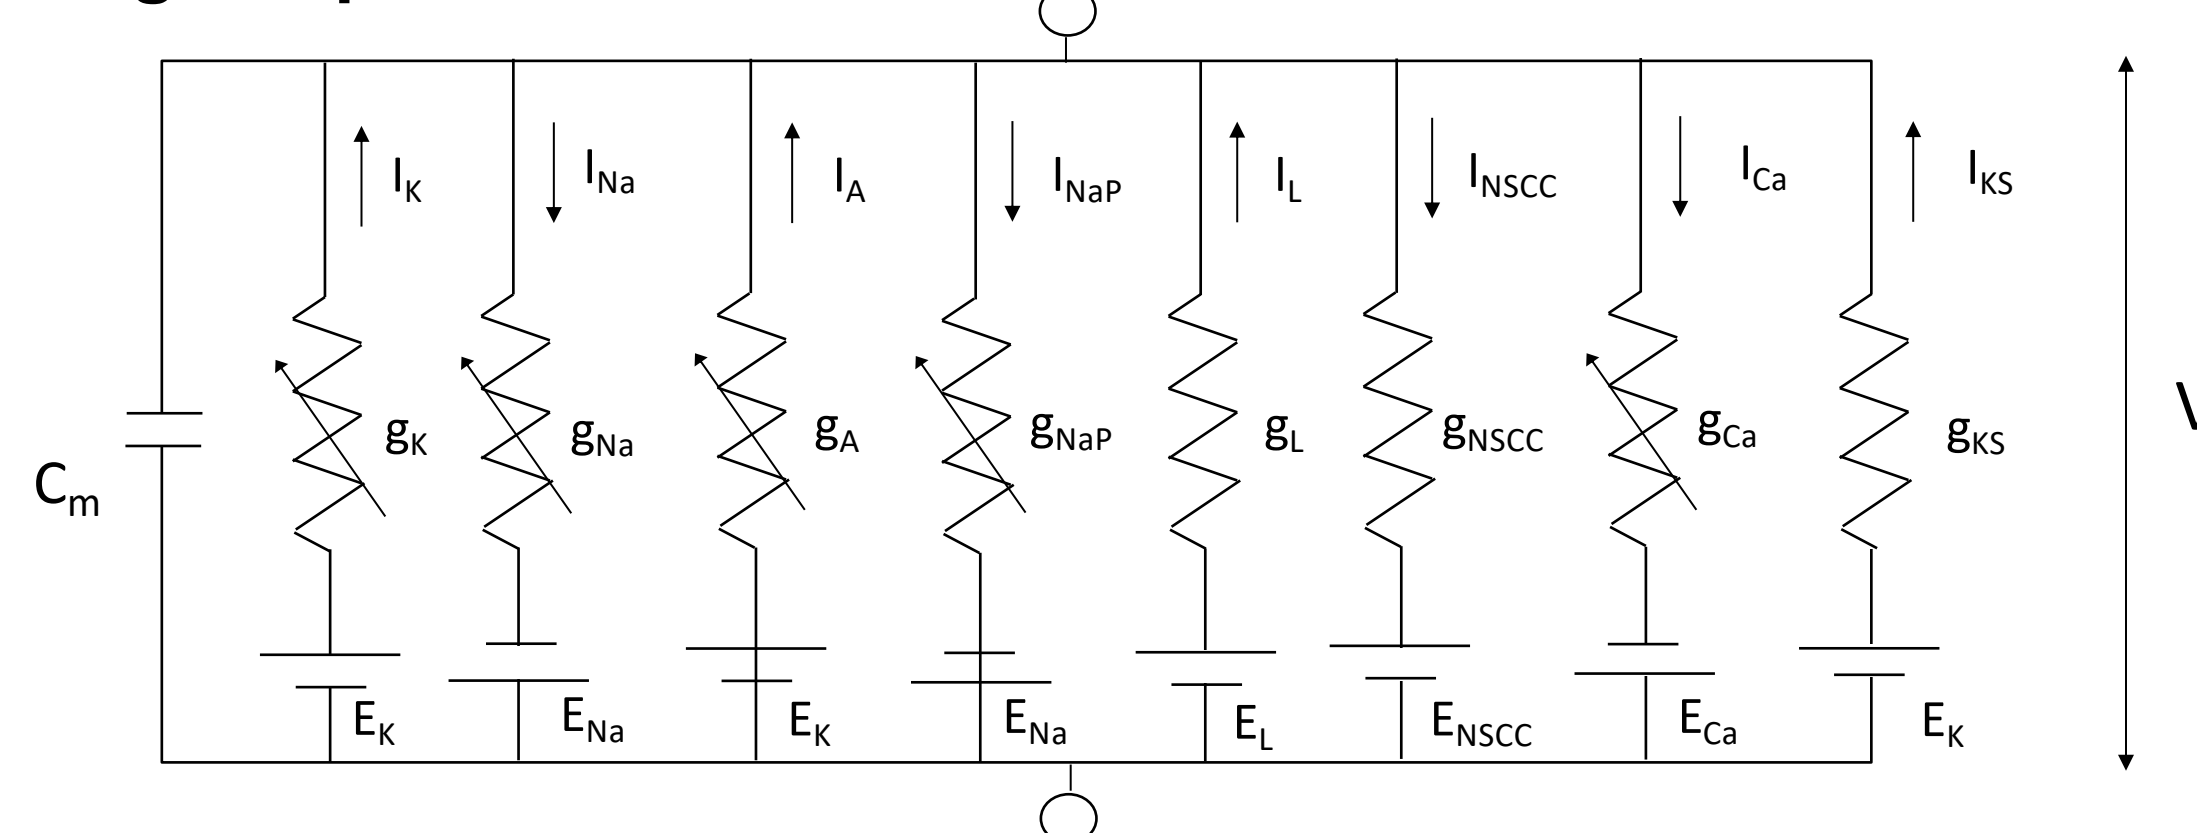 I_K I_Na I_A I_NaP I_L I_NSCC I_Ca I_KS
g_K g_Na g_A g_NaP g_L g_NSCC g_Ca g_KS
C_m
E_K E_Na E_K E_Na E_L E_NSCC E_Ca E_K